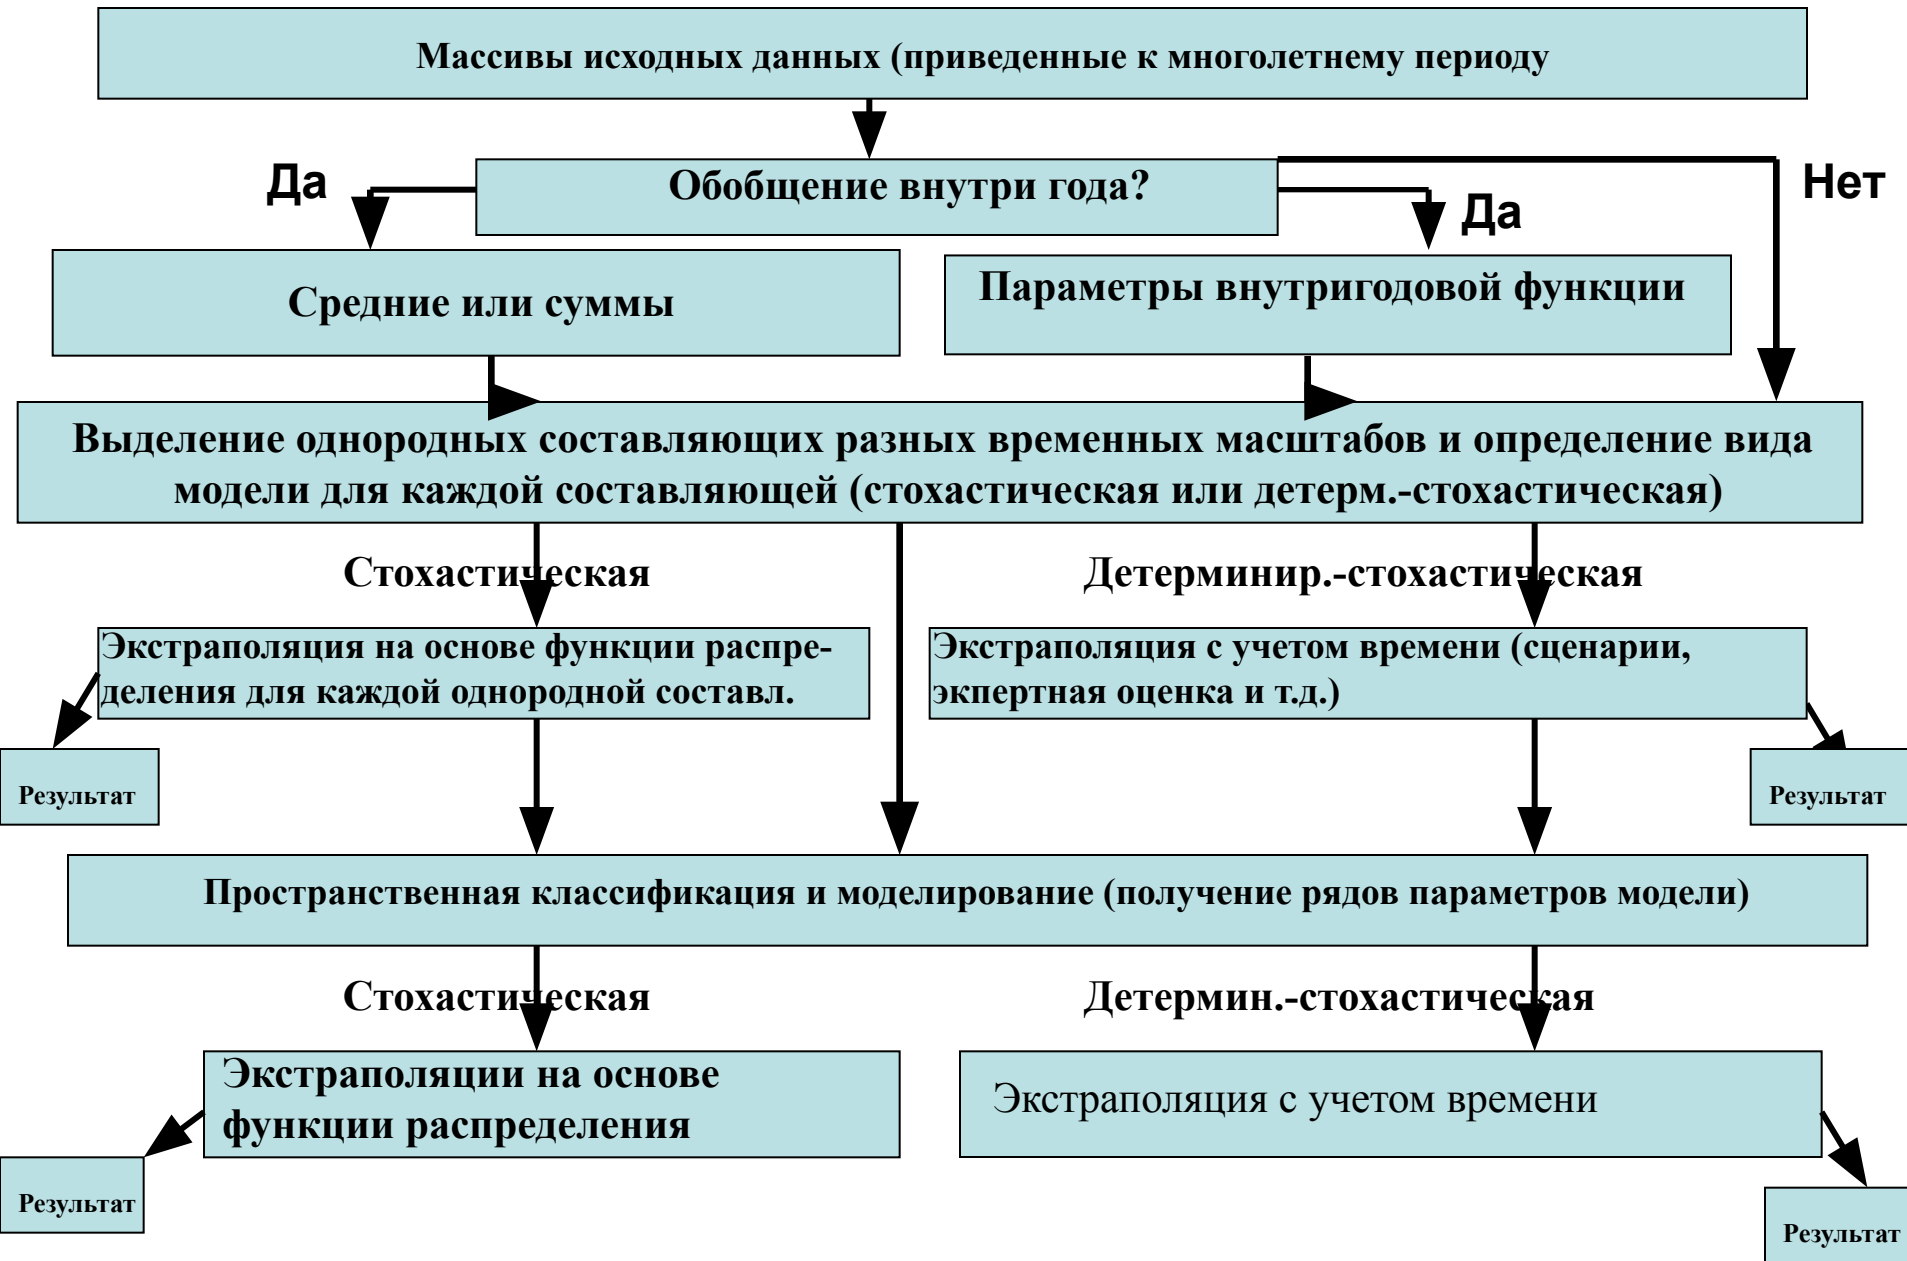 Массивы исходных данных (приведенные к многолетнему периоду
Да
Обобщение внутри года?
Да
Нет
Средние или суммы
Параметры внутригодовой функции
Выделение однородных составляющих разных временных масштабов и определение вида
модели для каждой составляющей (стохастическая или детерм.-стохастическая)
Стохастическая
Детерминир.-стохастическая
Экстраполяция на основе функции распре-
деления для каждой однородной составл.
Экстраполяция с учетом времени (сценарии,
экпертная оценка и т.д.)
Результат
Результат
Пространственная классификация и моделирование (получение рядов параметров модели)
Стохастическая
Детермин.-стохастическая
Экстраполяции на основе
функции распределения
Экстраполяция с учетом времени
Результат
Результат